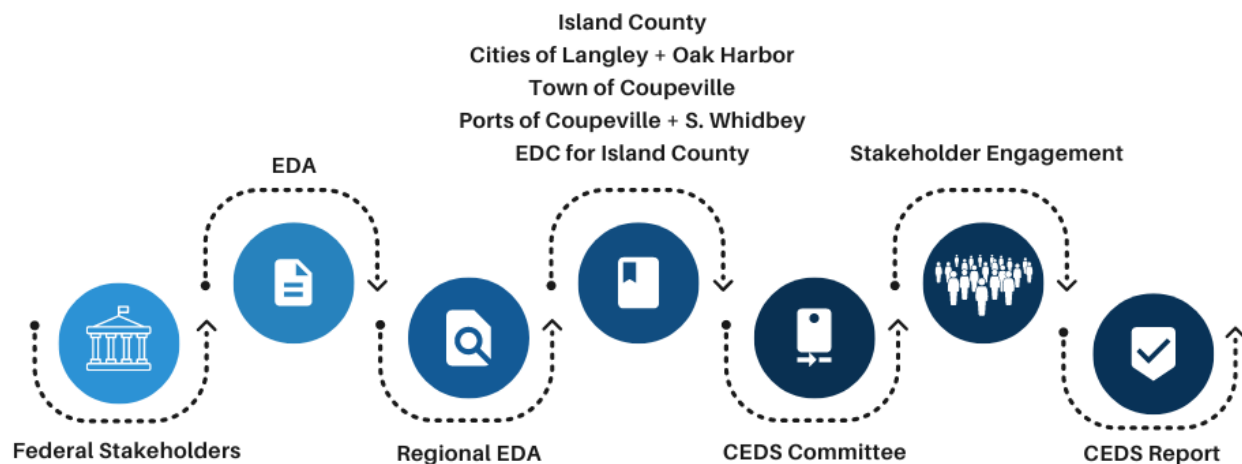 Island County
Cities of Langley + Oak Harbor
Town of Coupeville
Ports of Coupeville + S. Whidbey
EDC for Island County
EDA
Stakeholder Engagement
Federal Stakeholders
Regional EDA
CEDS Committee
CEDS Report